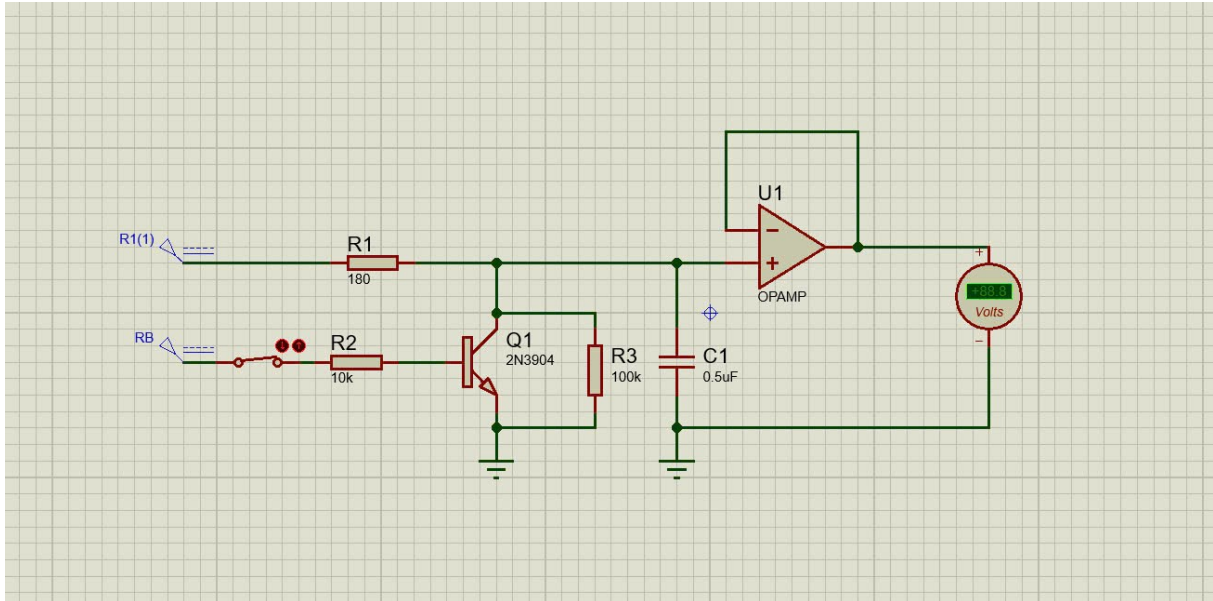 U1
R1(1)
R1
180
OPAMP
+88.8
Volts
RB
R2
10k
Q1
2N3904
R3
100k
C1
0.5uF